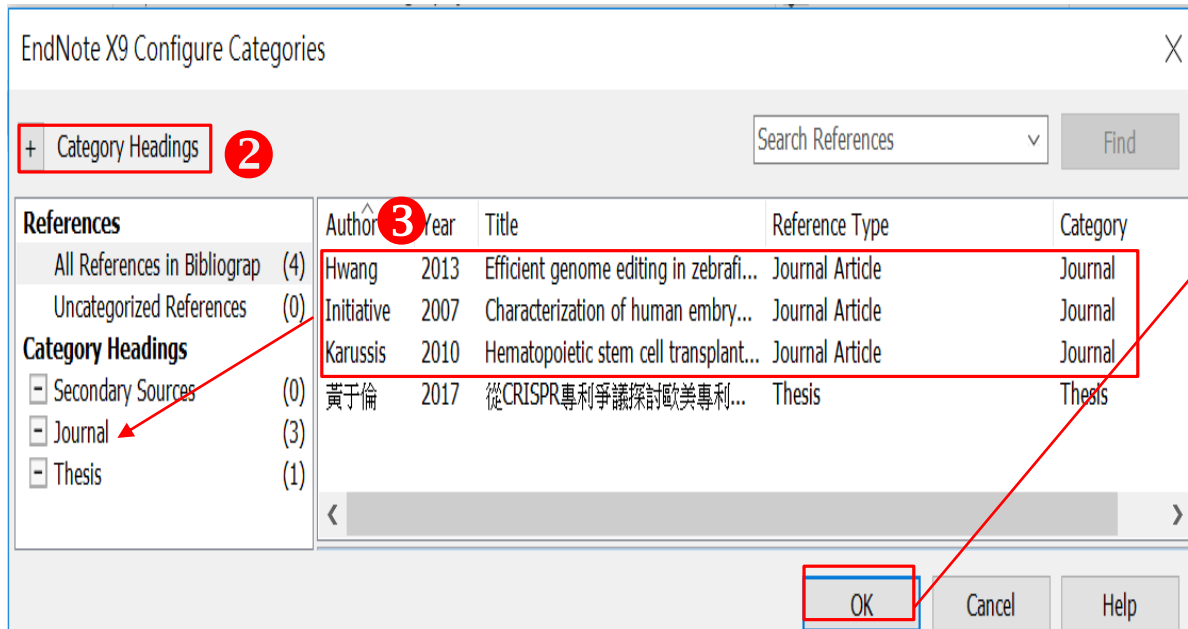 EndNote X9 Configure Categories
+ Category Headings 2 Search References Find
References
All References in Bibliograp (4)
Uncategorized References (0)
Category Headings
- Secondary Sources (0)
- Journal (3)
- Thesis (1)
3
Author Year Title Reference Type Category
Hwang 2013 Efficient genome editing in zebrafi... Journal Article Journal
Initiative 2007 Characterization of human embry... Journal Article Journal
Karussis 2010 Hematopoietic stem cell transplant... Journal Article Journal
黃于倫 2017 從CRISPR專利爭議探討歐美專利... Thesis Thesis
OK Cancel Help